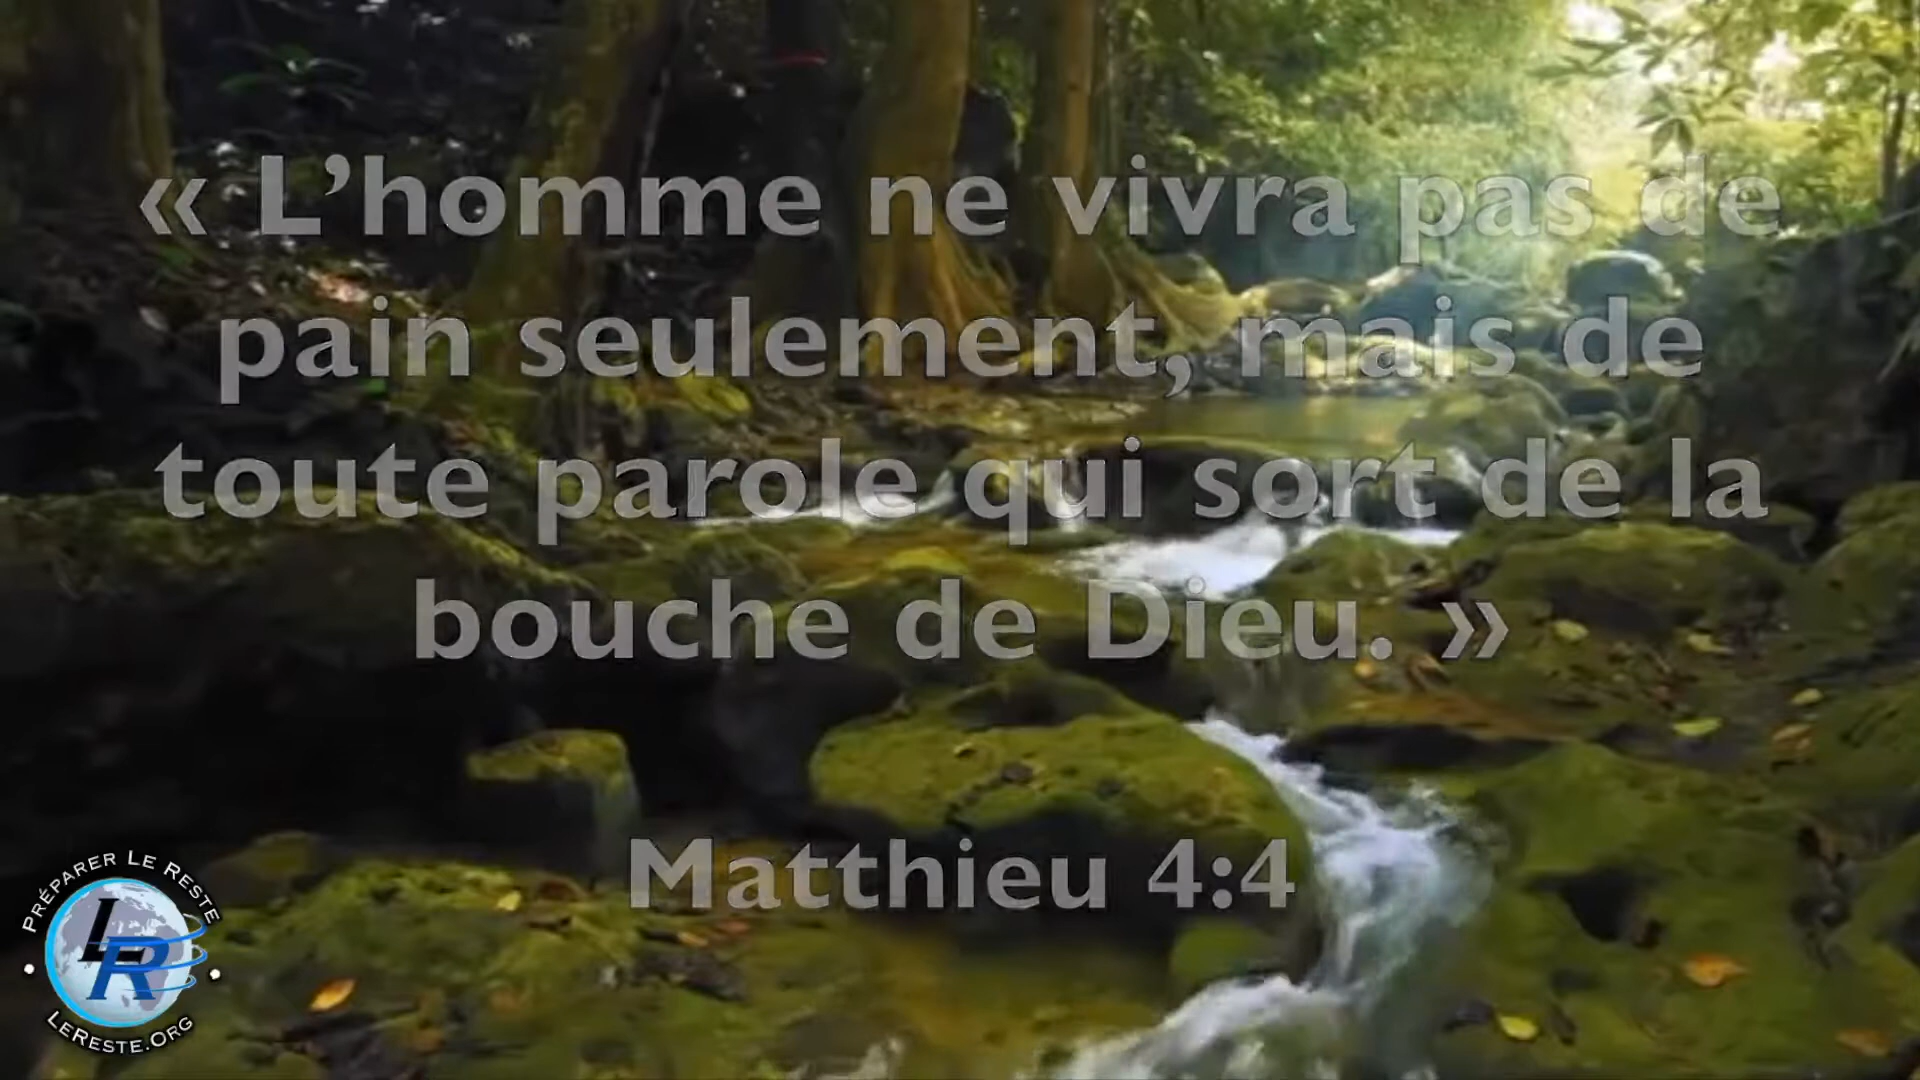 « L’homme ne vivra pas de
pain seulement, mais de
toute parole qui sort de la
bouche de Dieu. »
Matthieu 4:4
PRÉPARER LE RESTE
LR
LERESTE.ORG